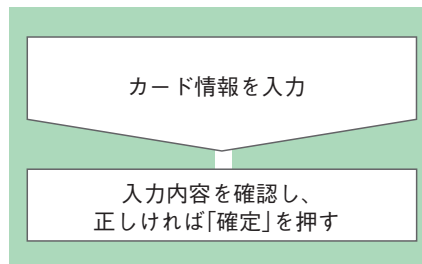 カード情報を入力
入力内容を確認し、
正しければ「確定」を押す